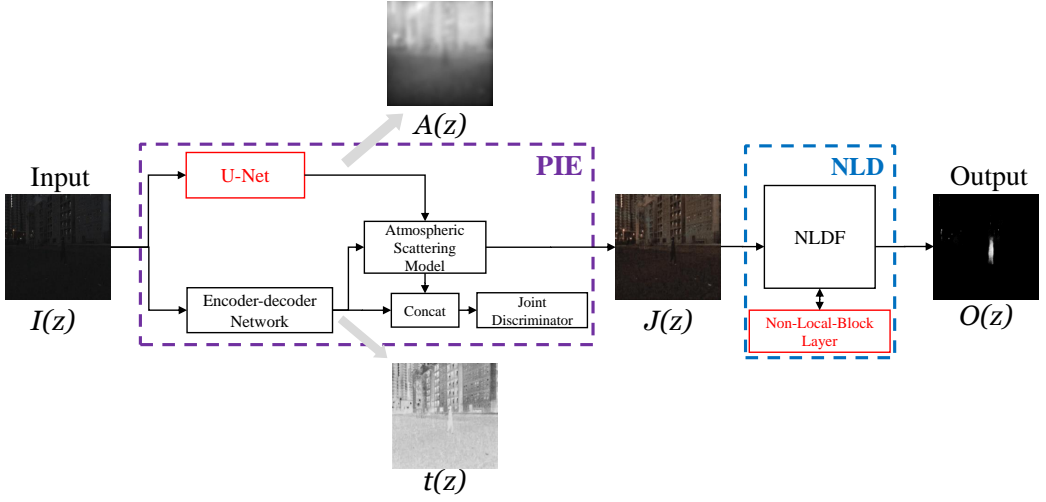 A(z)
Input
I(z)
PIE
U-Net
Atmospheric
Scattering
Model
Encoder-decoder
Network
Concat
Joint
Discriminator
t(z)
J(z)
NLD
NLDF
Non-Local-Block
Layer
Output
O(z)